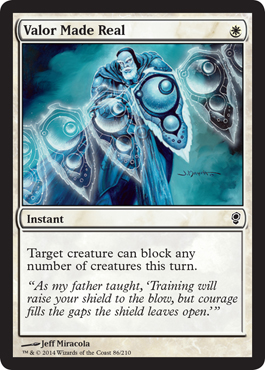 Valor Made Real
Instant
Target creature can block any
number of creatures this turn.
“As my father taught, ‘Training will
raise your shield to the blow, but courage
fills the gaps the shield leaves open.’”
Jeff Miracola
™ & © 2014 Wizards of the Coast 86/210